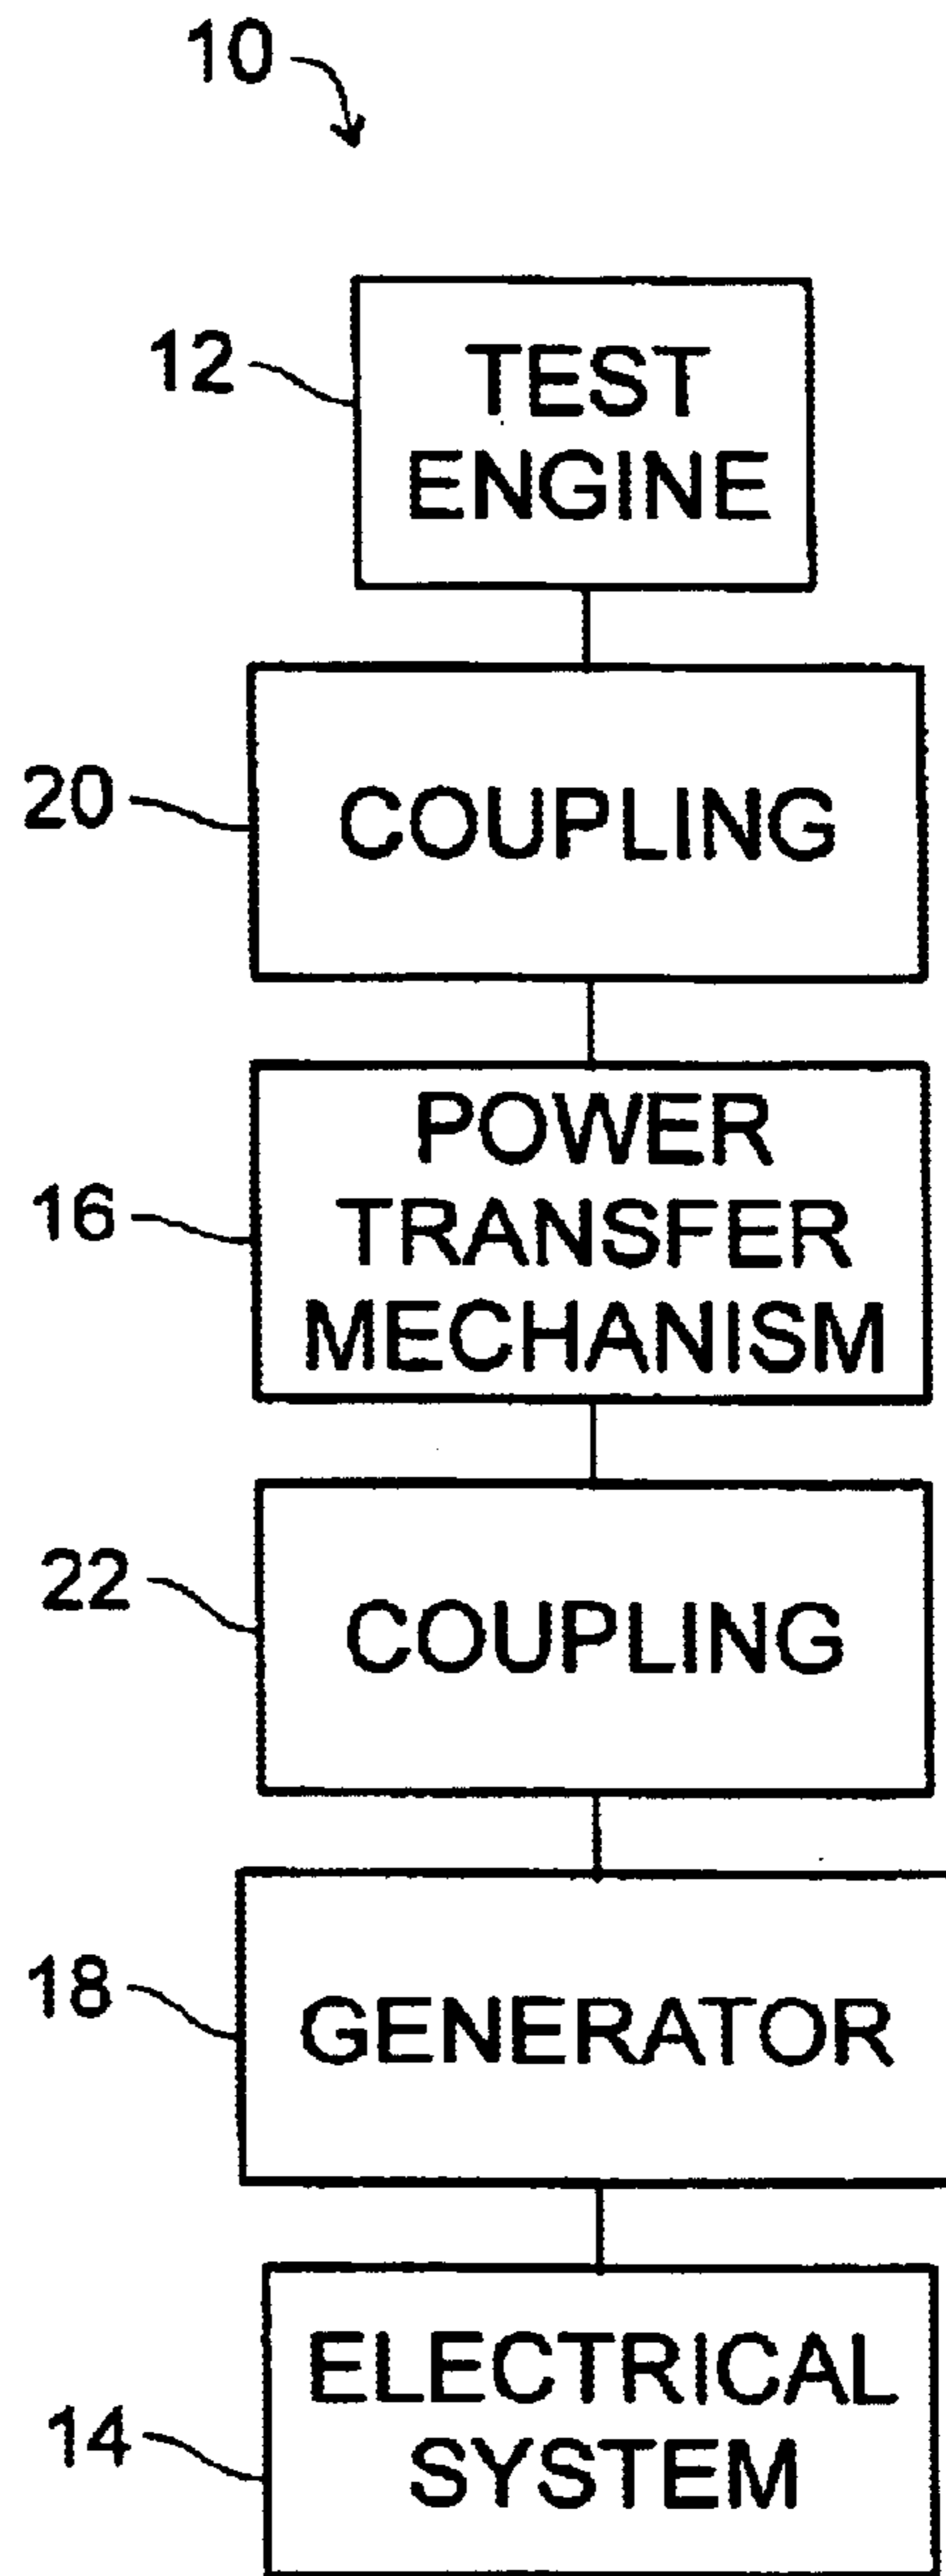 10
12
TEST
ENGINE
20
COUPLING
16
POWER
TRANSFER
MECHANISM
22
COUPLING
18
GENERATOR
14
ELECTRICAL
SYSTEM